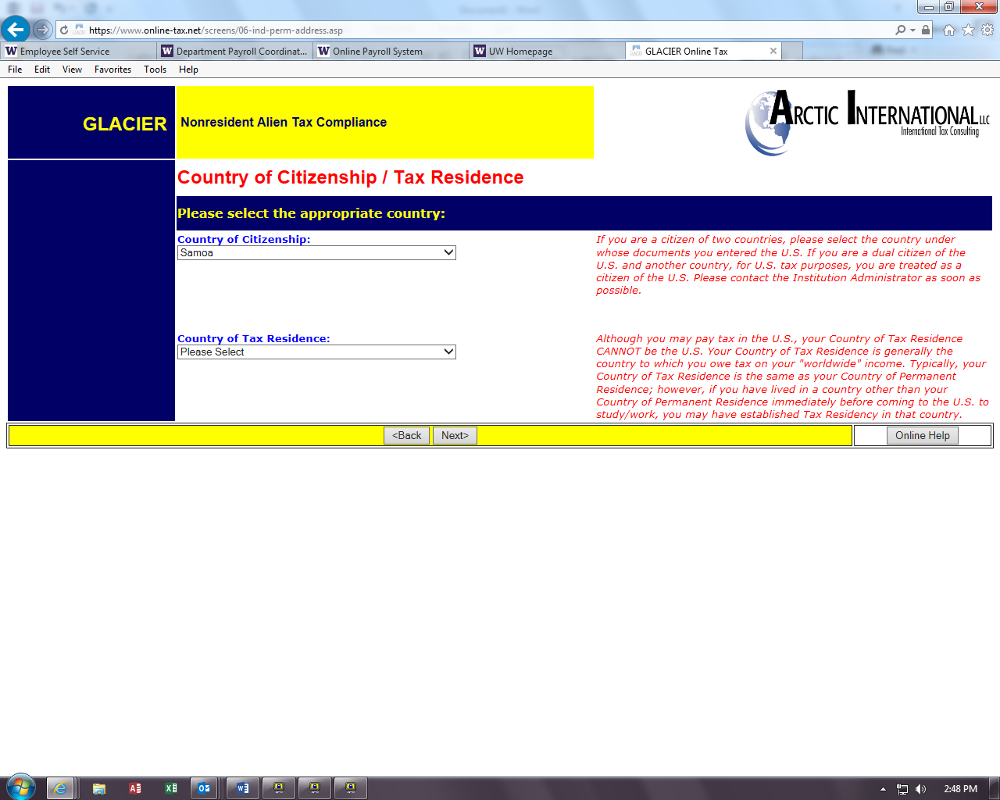 https://www.online-tax.net/screens/06-ind-perm-address.asp
Employee Self Service
Department Payroll Coordinat...
Online Payroll System
UW Homepage
GLACIER Online Tax
File Edit View Favorites Tools Help
GLACIER
Nonresident Alien Tax Compliance
ARCTIC INTERNATIONAL LLC
International Tax Consulting
Country of Citizenship / Tax Residence
Please select the appropriate country:
Country of Citizenship:
Samoa
If you are a citizen of two countries, please select the country under
whose documents you entered the U.S. If you are a dual citizen of the
U.S. and another country, for U.S. tax purposes, you are treated as a
citizen of the U.S. Please contact the Institution Administrator as soon as
possible.
Country of Tax Residence:
Please Select
Although you may pay tax in the U.S., your Country of Tax Residence
CANNOT be the U.S. Your Country of Tax Residence is generally the
country to which you owe tax on your "worldwide" income. Typically, your
Country of Tax Residence is the same as your Country of Permanent
Residence; however, if you have lived in a country other than your
Country of Permanent Residence immediately before coming to the U.S. to
study/work, you may have established Tax Residency in that country.
<Back
Next>
Online Help
2:48 PM